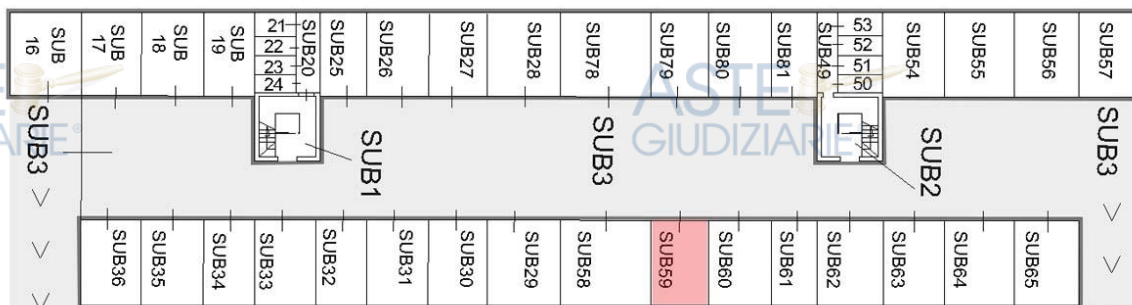 SUB 16
SUB 17
SUB 18
SUB 19
21
22
23
24
SUB20
SUB25
SUB26
SUB27
SUB28
SUB78
SUB79
SUB80
SUB81
SUB49
53
52
51
50
SUB54
SUB55
SUB56
SUB57
ASTE
GIUDIZIARIE
ARIE®
SUB3
SUB1
SUB3
SUB2
SUB3
SUB36
SUB35
SUB34
SUB33
SUB32
SUB31
SUB30
SUB29
SUB58
SUB59
SUB60
SUB61
SUB62
SUB63
SUB64
SUB65